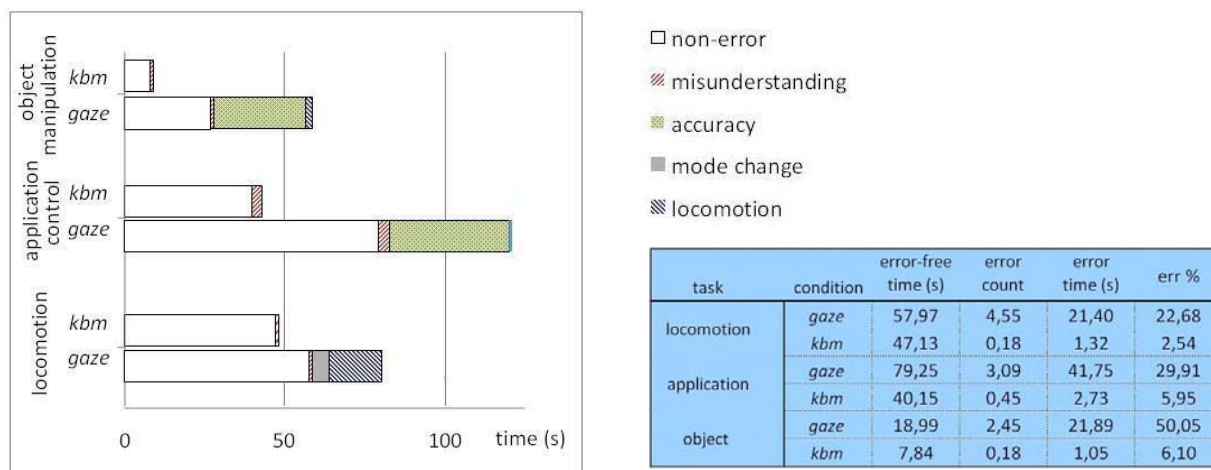 object
manipulation
kbm
gaze
application
control
kbm
gaze
locomotion
kbm
gaze
0 50 100 time (s)
non-error
misunderstanding
accuracy
mode change
locomotion
task condition error-free time (s) error count error time (s) err %
locomotion gaze 57,97 4,55 21,40 22,68
kbm 47,13 0,18 1,32 2,54
application gaze 79,25 3,09 41,75 29,91
kbm 40,15 0,45 2,73 5,95
object gaze 18,99 2,45 21,89 50,05
kbm 7,84 0,18 1,05 6,10